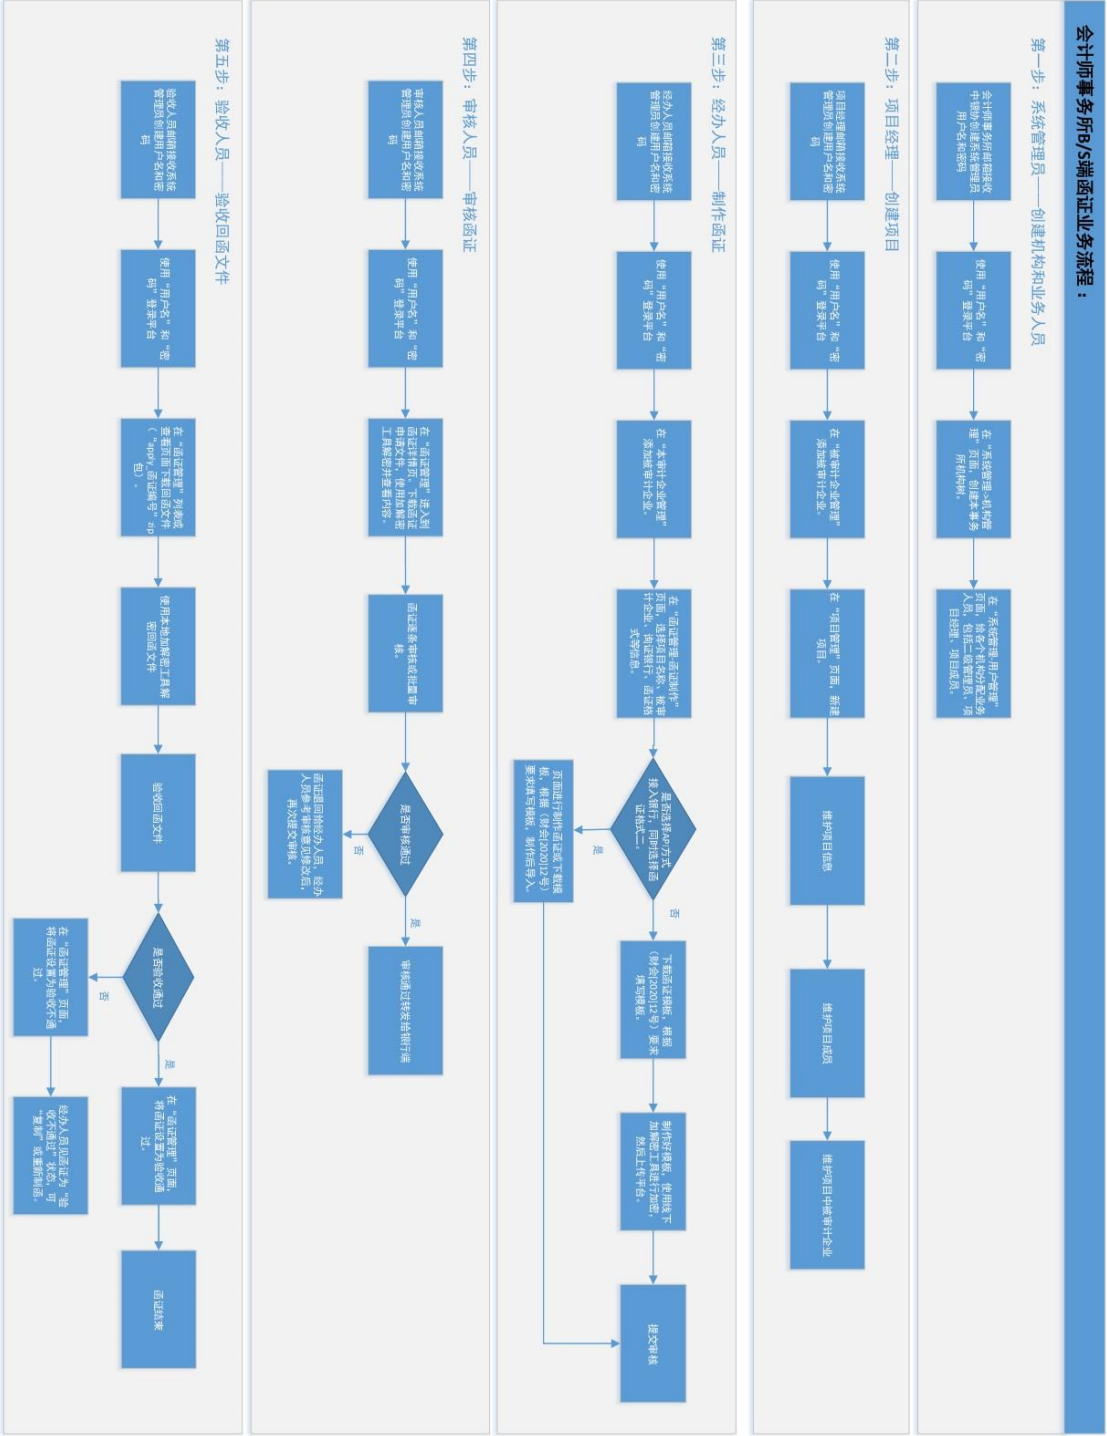 会计师事务所B/S端函证业务流程：
第一步：系统管理员——创建机构和业务人员
会计师事务所邮箱接收
中银协创建系统管理员
用户名和密码
使用“用户名”和“密
码”登录平台
在“系统管理->机构管
理”页面，创建本事务
所机构树。
在“系统管理-用户管理”
页面，给各个机构分配业务
人员，包括二级管理员、项
目经理、项目成员。
第二步：项目经理——创建项目
项目经理邮箱接收系统
管理员创建用户名和密
码
使用“用户名”和“密
码”登录平台
在“被审计企业管理”
添加被审计企业。
在“项目管理”页面，新建
项目。
维护项目信息
维护项目成员
维护项目中被审计企业
第三步：经办人员——制作函证
经办人员邮箱接收系统
管理员创建用户名和密
码
使用“用户名”和“密
码”登录平台
在“本审计企业管理”
添加被审计企业。
在“函证管理-函证制作”
页面，选择项目名称、被审
计企业、询证银行、函证格
式等信息。
是否选择API方式
接入银行，同时选择函
证格式二。
是
页面进行制作函证或下载模
板，根据（财会[2020]12号）
要求填写模板，制作后导入。
否
下载函证模板，根据
（财会[2020]12号）要求
填写模板。
制作好模板，使用线下
加解密工具进行加密，
然后上传平台。
提交审核
第四步：审核人员——审核函证
审核人员邮箱接收系统
管理员创建用户名和密
码
使用“用户名”和“密
码”登录平台
在“函证管理”进入到
函证详情页、下载函证
申请文件，使用加解密
工具解密并查看内容。
函证逐条审核或批量审
核。
是否审核通过
否
函证退回给经办人员，经办
人员参考审核意见修改后，
再次提交审核。
是
审核通过转发给银行端
第五步：验收人员——验收回函文件
验收人员邮箱接收系统
管理员创建用户名和密
码
使用“用户名”和“密
码”登录平台
在“函证管理”列表或
查看页面下载回函文件
（“apply_函证编号”zip
包）。
使用本地加解密工具解
密回函文件
验收回函文件
是否验收通过
否
在“函证管理”页面，
将函证设置为验收不通
过。
经办人员见函证为“验
收不通过”状态，可
“复制”或重新制函。
是
在“函证管理”页面，
将函证设置为验收通
过。
函证结束